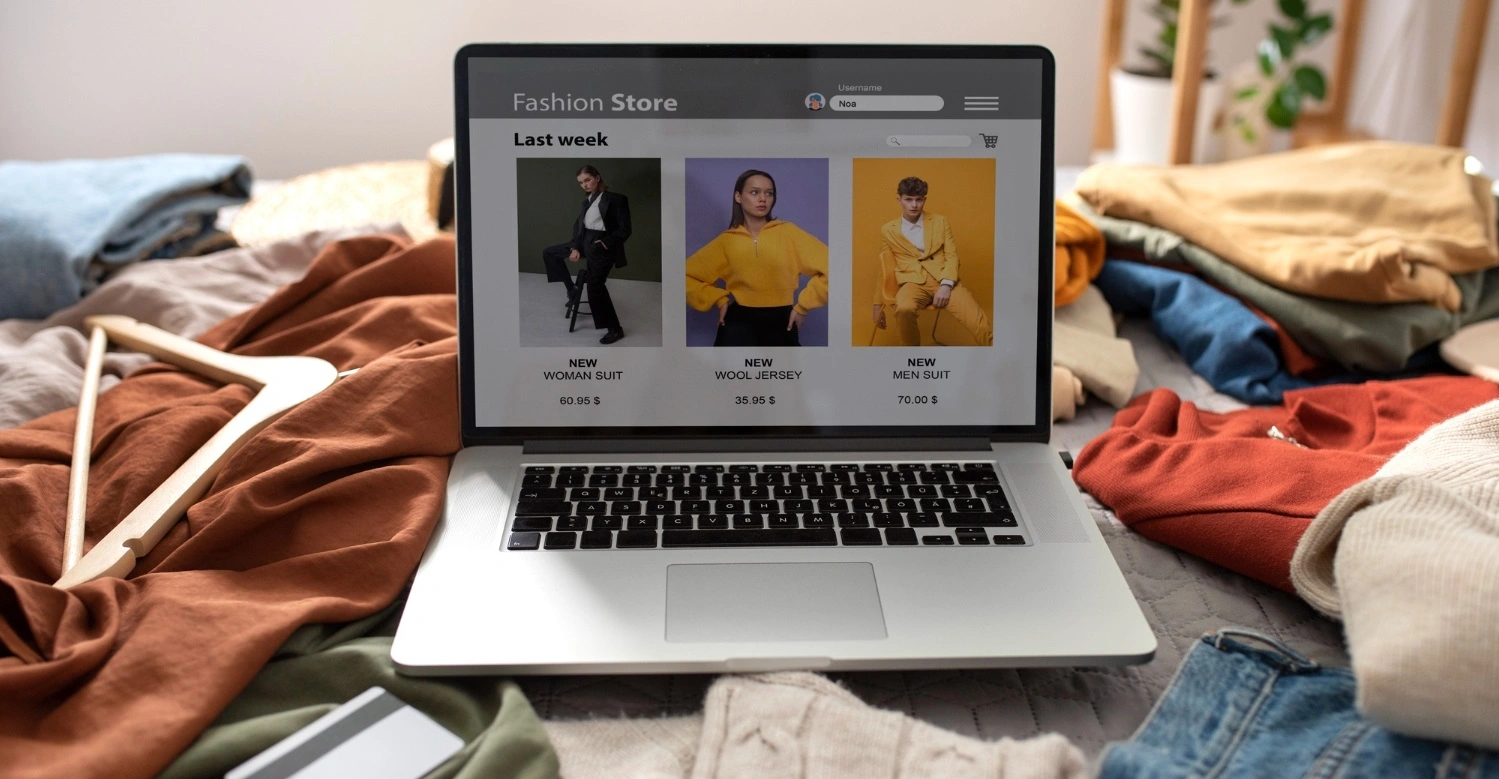 Fashion Store
Username
Noa
Last week
NEW
WOMAN SUIT
60.95 $
NEW
WOOL JERSEY
35.95 $
NEW
MEN SUIT
70.00 $
Q W E R T Z U I O P Ü
A S D F G H J K L Ö Ä
Y X C V B N M